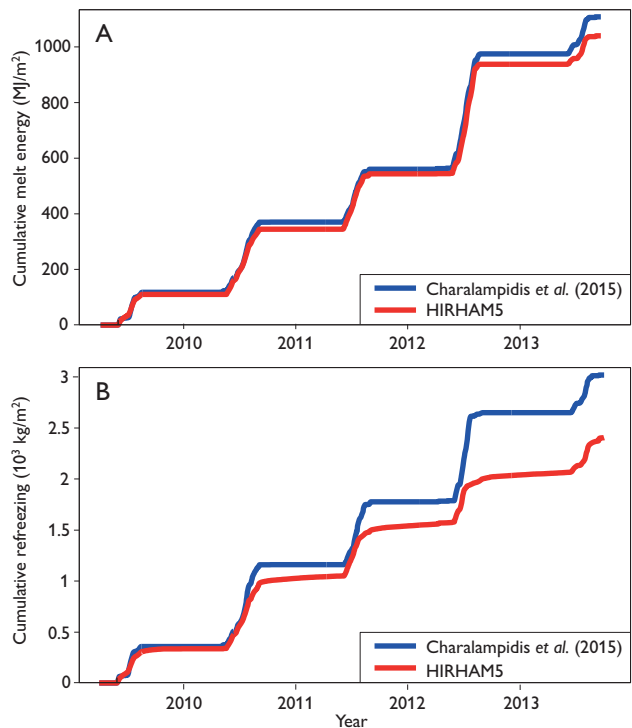 A
Cumulative melt energy (MJ/m²)
1000
800
600
400
200
0
Charalampidis et al. (2015)
HIRHAM5
2010 2011 2012 2013
B
Cumulative refreezing (10³ kg/m²)
3
2.5
2
1.5
1
0.5
0
Charalampidis et al. (2015)
HIRHAM5
2010 2011 2012 2013
Year